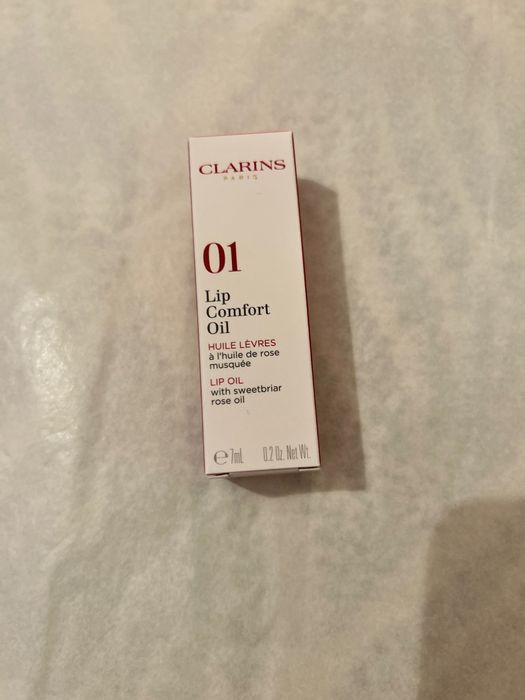 CLARINS
PARIS
01
Lip
Comfort
Oil
HUILE LÈVRES
à l'huile de rose
musquée
LIP OIL
with sweetbriar
rose oil
℮ 7mL 0.2 Oz. Net Wt.